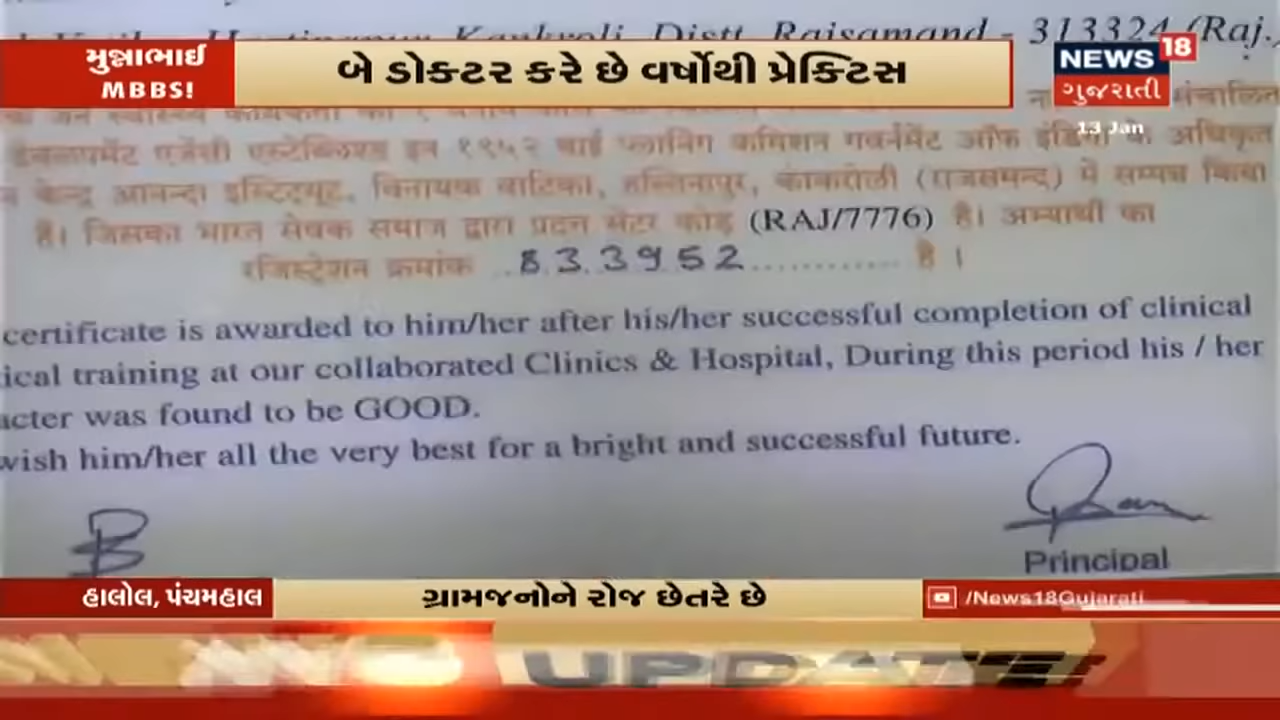 Kankroli, Distt. Rajsamand - 313324 (Raj.)
મુન્નાભાઈ
MBBS!
બે ડોક્ટર કરે છે વર્ષોથી પ્રેક્ટિસ
NEWS 18
ગુજરાતી
13 Jan
संचालित
डेवलपमेंट एजेंसी एस्टेब्लिश्ड इन १९५२ बाई प्लानिंग कमिशन गवर्नमेंट ऑफ इंडिया के अधिकृत
केन्द्र आनन्दा इंस्टिट्यूट, विनायक वाटिका, हस्तिनापुर, कांकरोली (राजसमन्द) में सम्पन्न किया
है। जिसका भारत सेवक समाज द्वारा प्रदत्त सेंटर कोड़ (RAJ/7776) है। अभ्यार्थी का
रजिस्ट्रेशन क्रमांक ..833952............ है ।
certificate is awarded to him/her after his/her successful completion of clinical
ical training at our collaborated Clinics & Hospital, During this period his / her
acter was found to be GOOD.
wish him/her all the very best for a bright and successful future.
Principal
હાલોલ, પંચમહાલ
ગ્રામજનોને રોજ છેતરે છે
/News18Gujarati
UPDATE